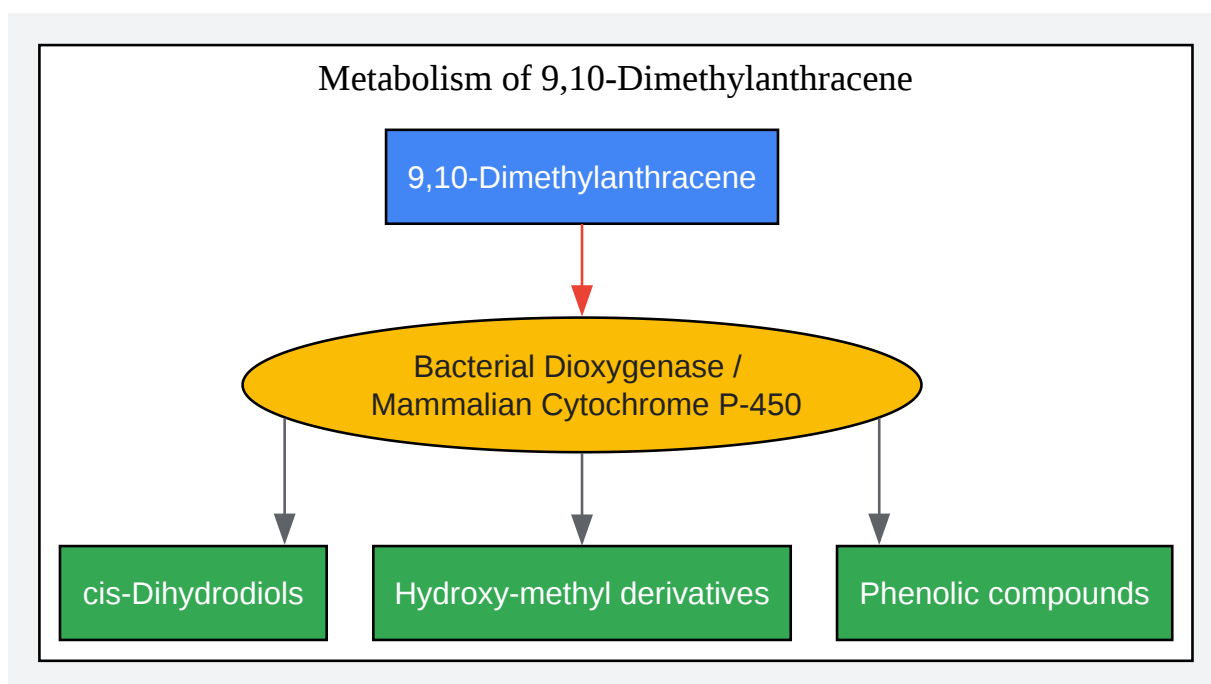 Metabolism of 9,10-Dimethylanthracene
9,10-Dimethylanthracene
Bacterial Dioxygenase /
Mammalian Cytochrome P-450
cis-Dihydrodiols
Hydroxy-methyl derivatives
Phenolic compounds